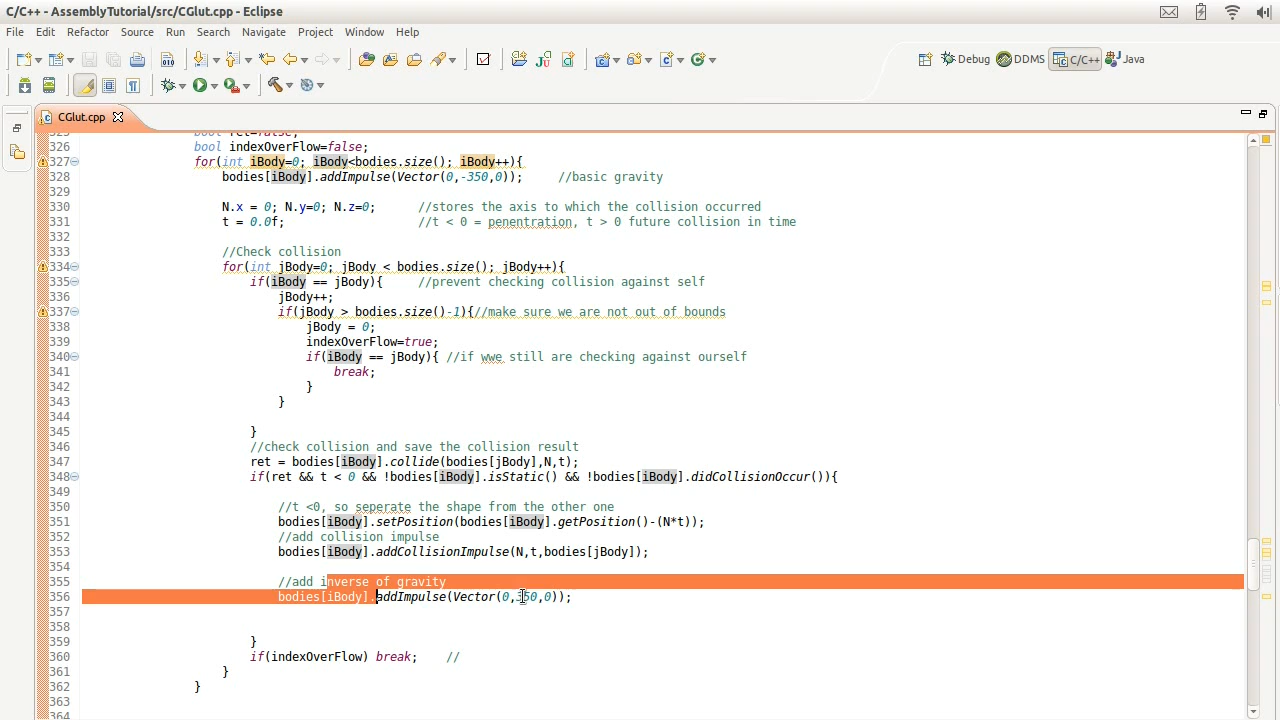 C/C++ - AssemblyTutorial/src/CGlut.cpp - Eclipse
File Edit Refactor Source Run Search Navigate Project Window Help
Debug DDMS C/C++ Java
CGlut.cpp
325 bool ret=false;
326 bool indexOverFlow=false;
327 for(int iBody=0; iBody<bodies.size(); iBody++){
328 bodies[iBody].addImpulse(Vector(0,-350,0)); //basic gravity
329
330 N.x = 0; N.y=0; N.z=0; //stores the axis to which the collision occurred
331 t = 0.0f; //t < 0 = penentration, t > 0 future collision in time
332
333 //Check collision
334 for(int jBody=0; jBody < bodies.size(); jBody++){
335 if(iBody == jBody){ //prevent checking collision against self
336 jBody++;
337 if(jBody > bodies.size()-1){//make sure we are not out of bounds
338 jBody = 0;
339 indexOverFlow=true;
340 if(iBody == jBody){ //if wwe still are checking against ourself
341 break;
342 }
343 }
344
345 }
346 //check collision and save the collision result
347 ret = bodies[iBody].collide(bodies[jBody],N,t);
348 if(ret && t < 0 && !bodies[iBody].isStatic() && !bodies[iBody].didCollisionOccur()){
349
350 //t <0, so seperate the shape from the other one
351 bodies[iBody].setPosition(bodies[iBody].getPosition()-(N*t));
352 //add collision impulse
353 bodies[iBody].addCollisionImpulse(N,t,bodies[jBody]);
354
355 //add inverse of gravity
356 bodies[iBody].addImpulse(Vector(0,350,0));
357
358
359 }
360 if(indexOverFlow) break; //
361 }
362 }
363
364